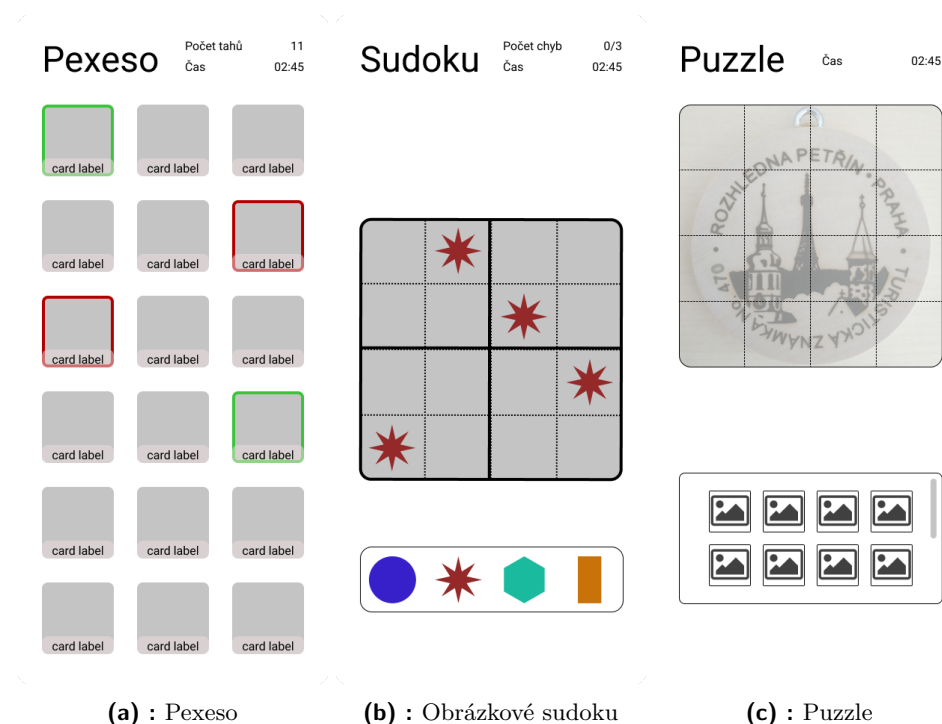 Pexeso
Počet tahů 11
Čas 02:45
card label card label card label
card label card label card label
card label card label card label
card label card label card label
card label card label card label
card label card label card label
(a) : Pexeso
Sudoku
Počet chyb 0/3
Čas 02:45
(b) : Obrázkové sudoku
Puzzle
Čas 02:45
ROZHLEDNA PETŘÍN • PRAHA
• TURISTICKÁ ZNÁMKA No. 470 •
(c) : Puzzle